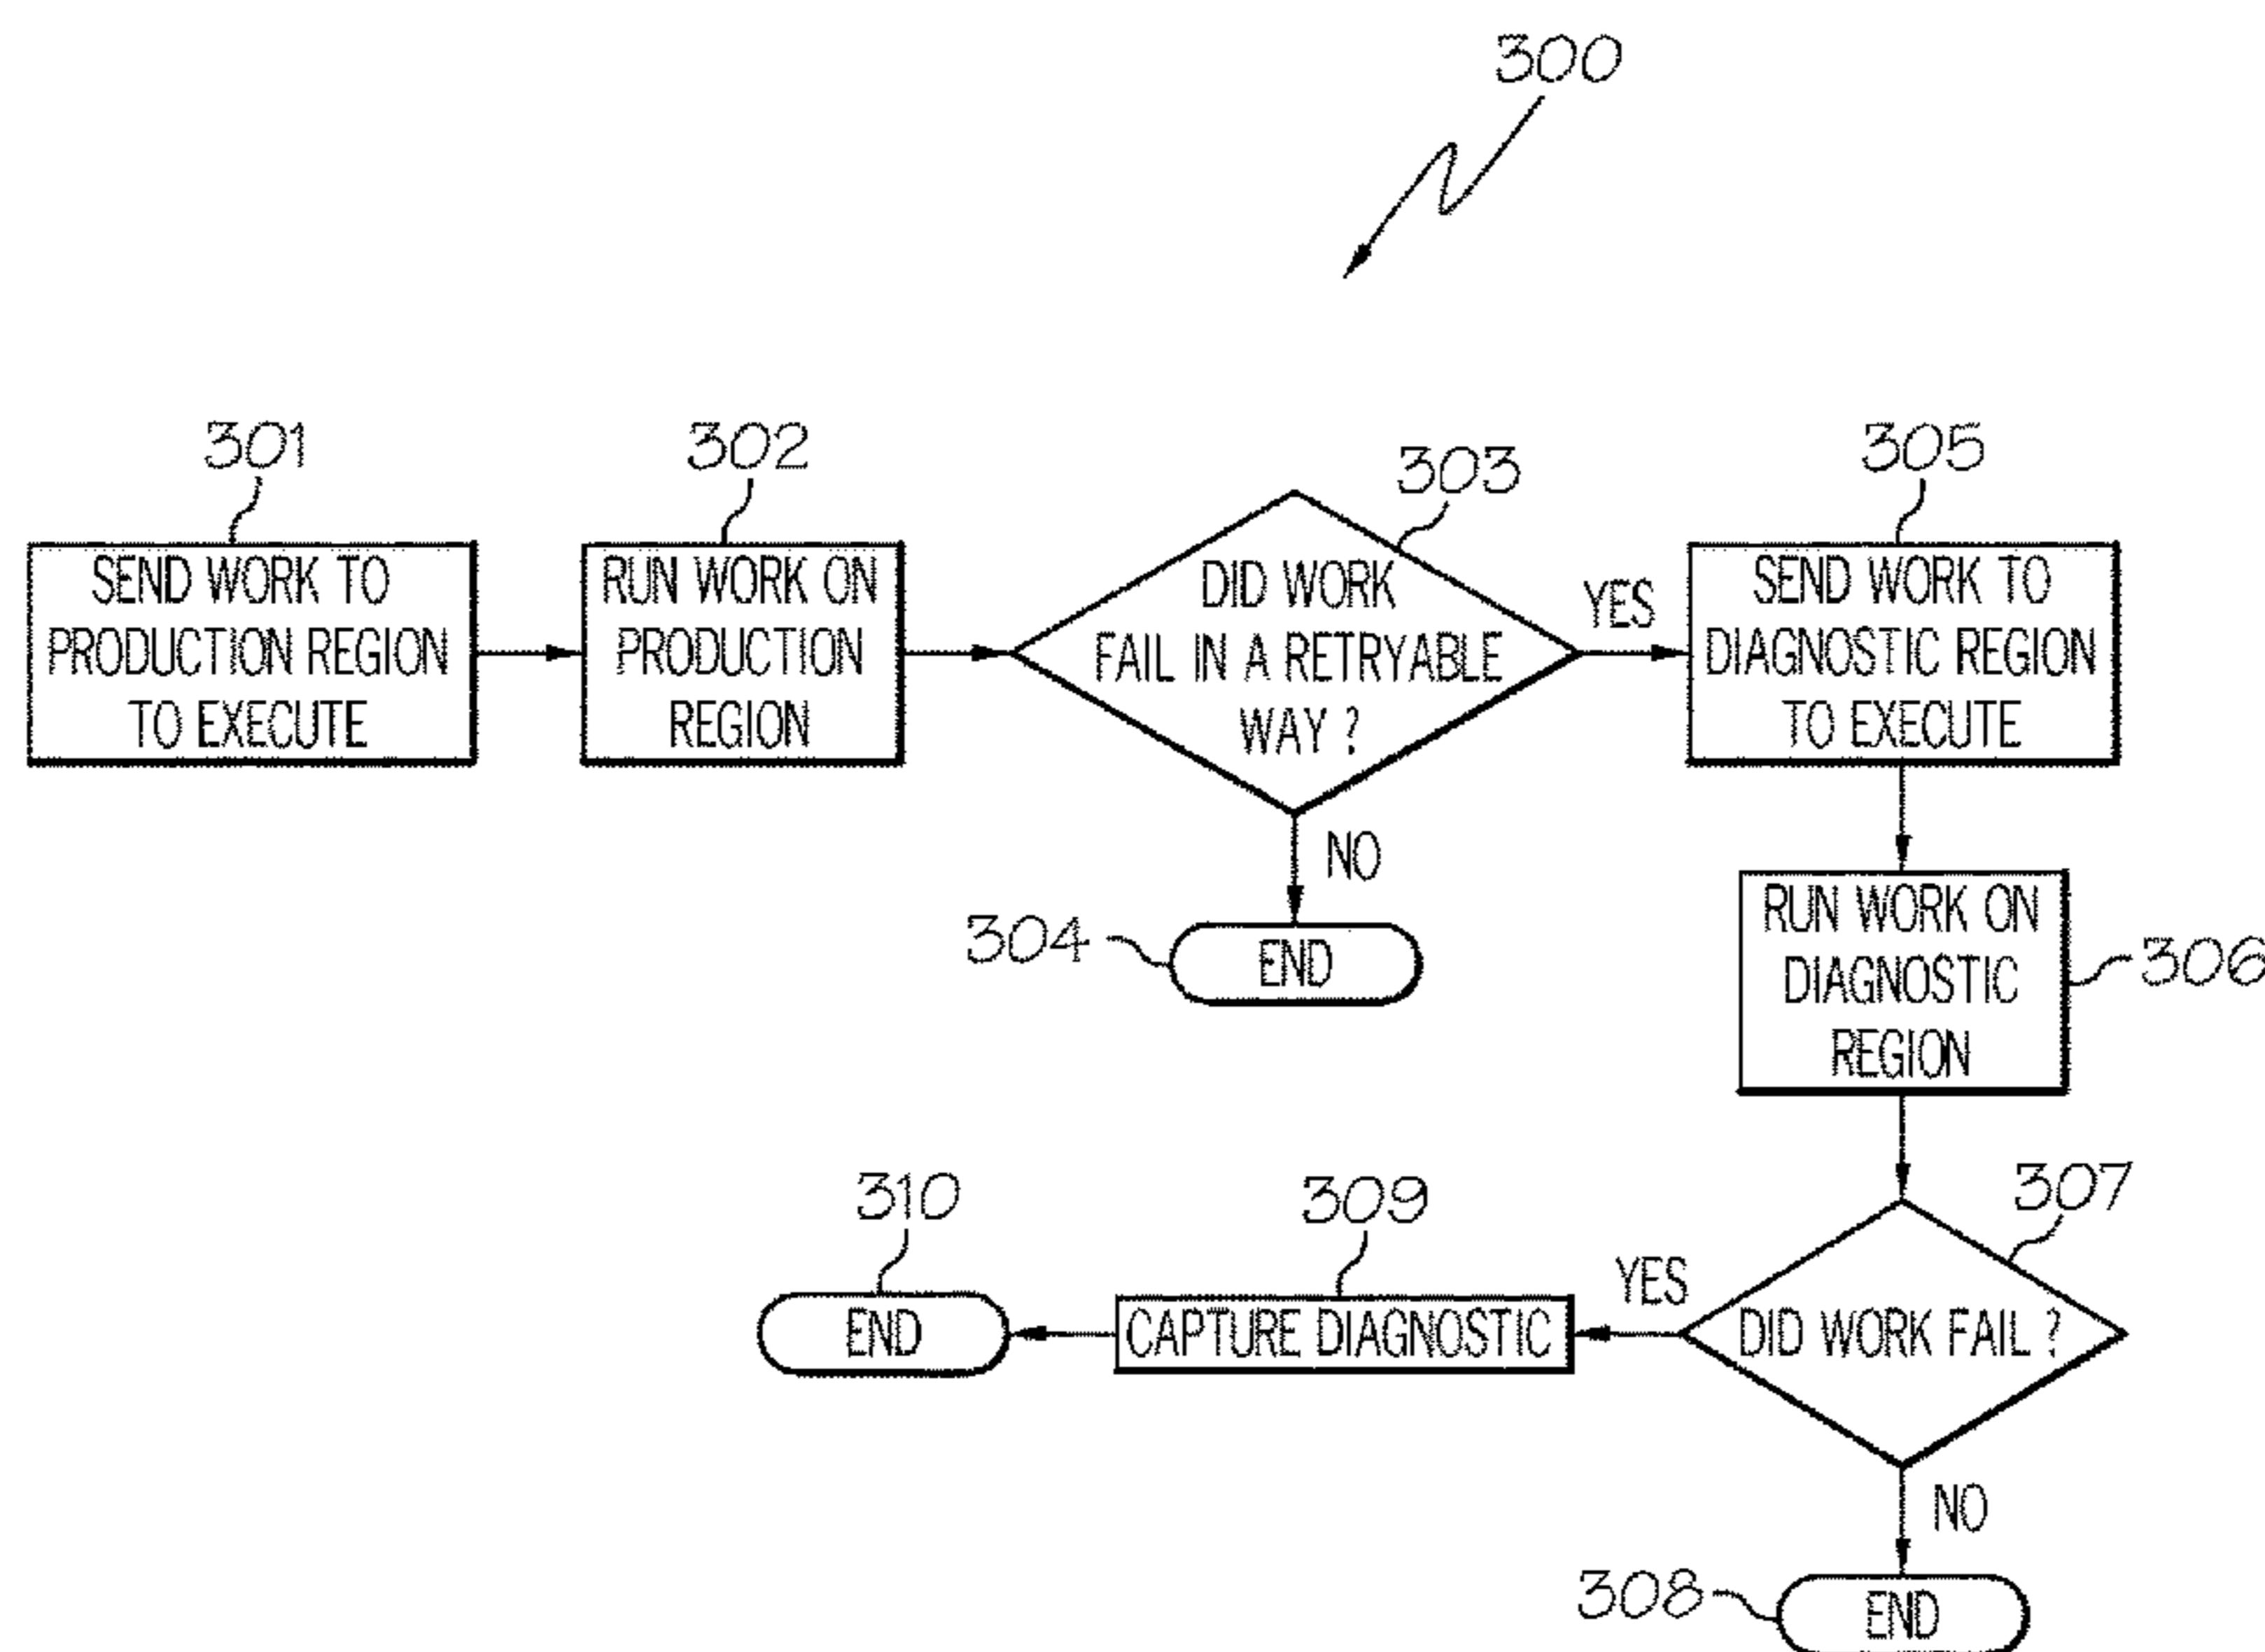 300
301
302
303
305
SEND WORK TO
PRODUCTION REGION
TO EXECUTE
RUN WORK ON
PRODUCTION
REGION
DID WORK
FAIL IN A RETRYABLE
WAY ?
YES
SEND WORK TO
DIAGNOSTIC REGION
TO EXECUTE
NO
304
END
RUN WORK ON
DIAGNOSTIC
REGION
306
307
DID WORK FAIL ?
YES
309
CAPTURE DIAGNOSTIC
310
END
NO
308
END